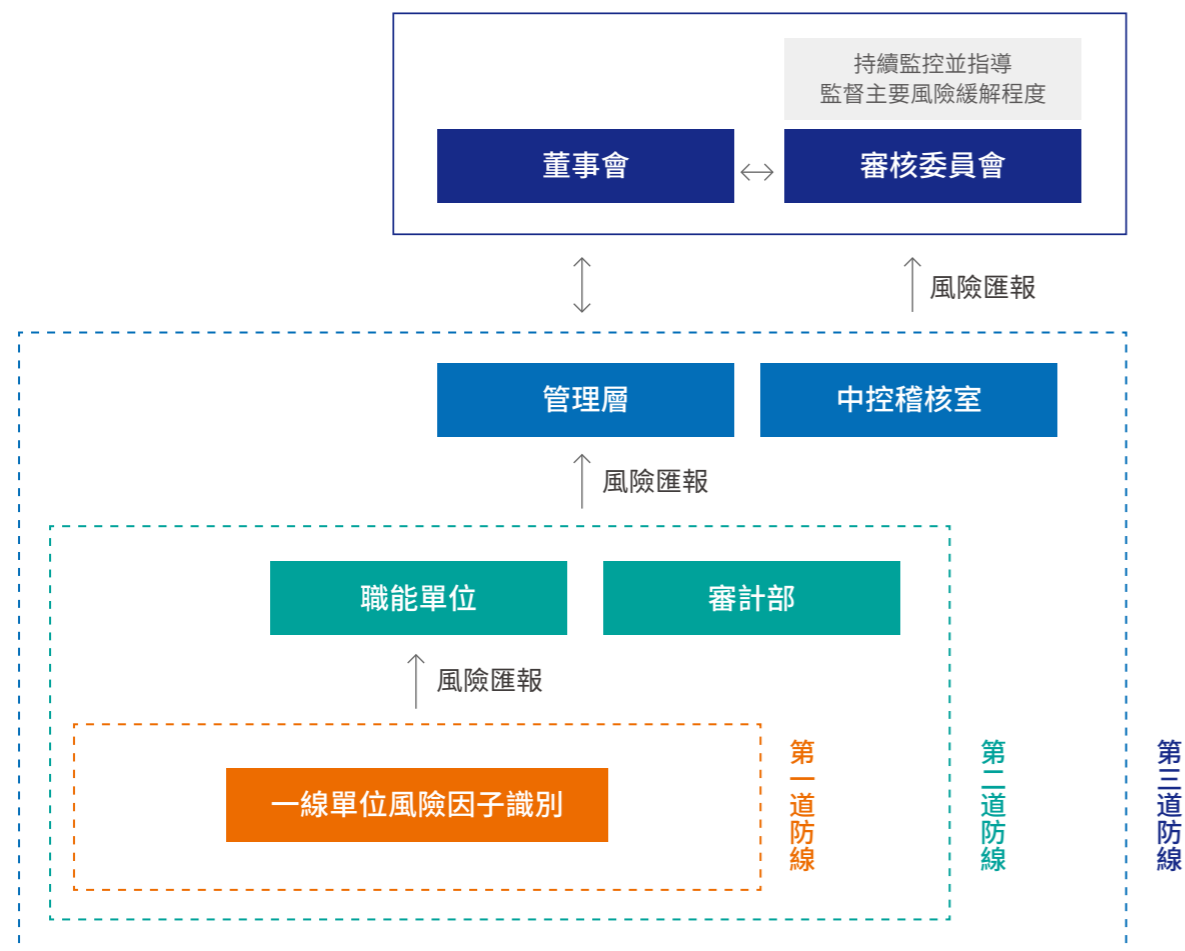 持續監控並指導
監督主要風險緩解程度
董事會
審核委員會
風險匯報
管理層
中控稽核室
風險匯報
職能單位
審計部
風險匯報
一線單位風險因子識別
第一道防線
第二道防線
第三道防線